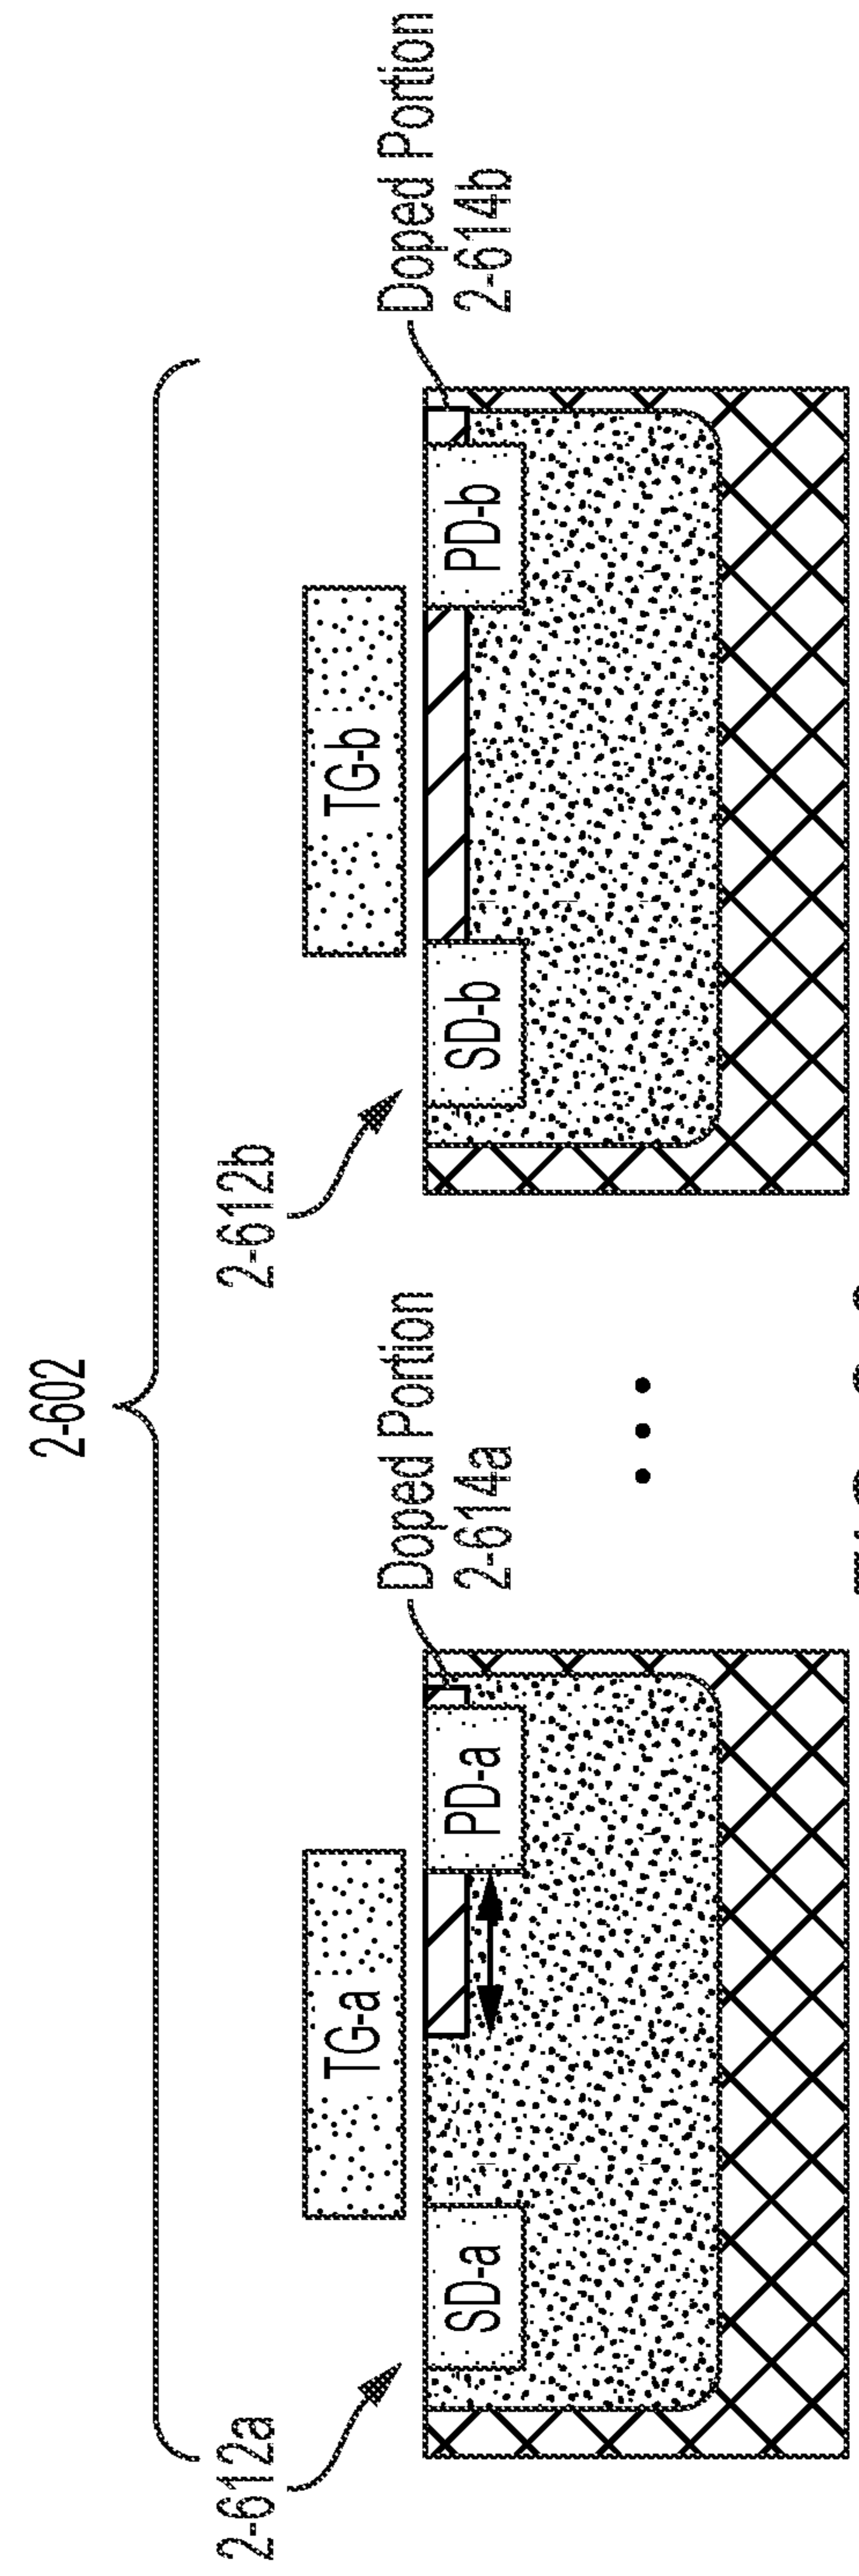 2-602
2-612a
TG-a
Doped Portion
2-614a
SD-a
PD-a
2-612b
TG-b
Doped Portion
2-614b
SD-b
PD-b